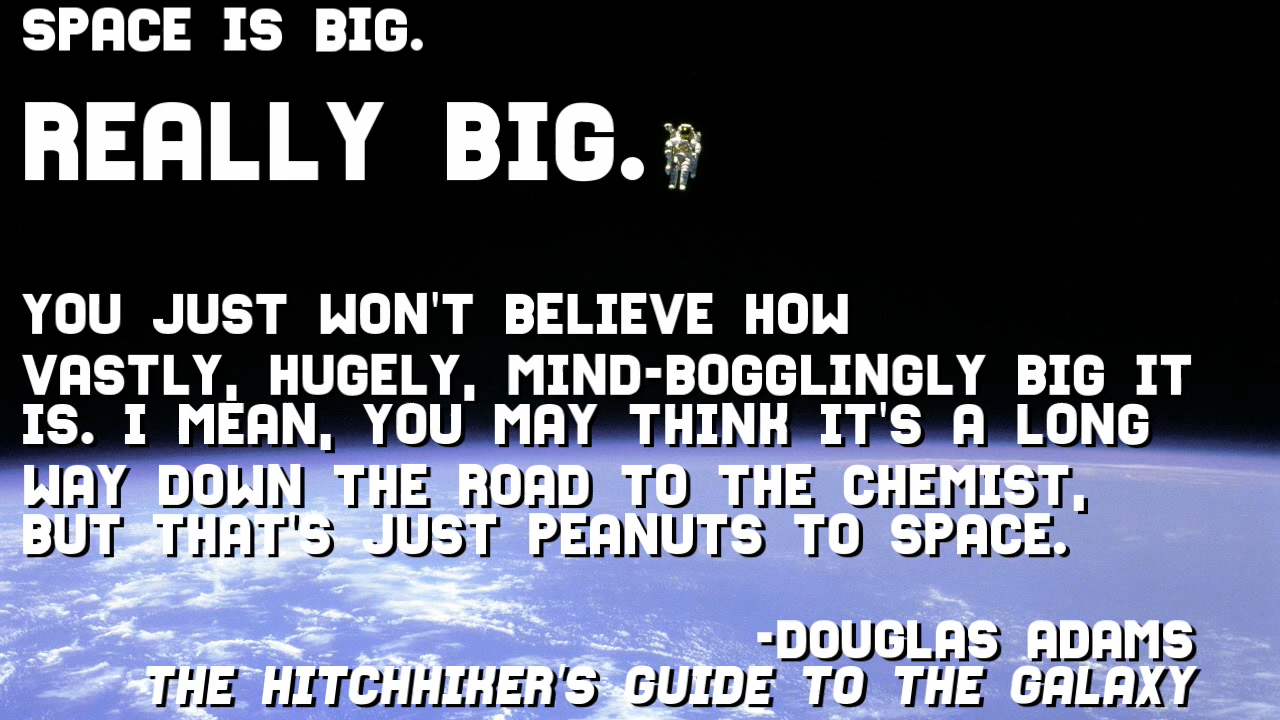 SPACE IS BIG.
REALLY BIG.
YOU JUST WON'T BELIEVE HOW
VASTLY, HUGELY, MIND-BOGGLINGLY BIG IT
IS. I MEAN, YOU MAY THINK IT'S A LONG
WAY DOWN THE ROAD TO THE CHEMIST,
BUT THAT'S JUST PEANUTS TO SPACE.
-DOUGLAS ADAMS
THE HITCHHIKER'S GUIDE TO THE GALAXY